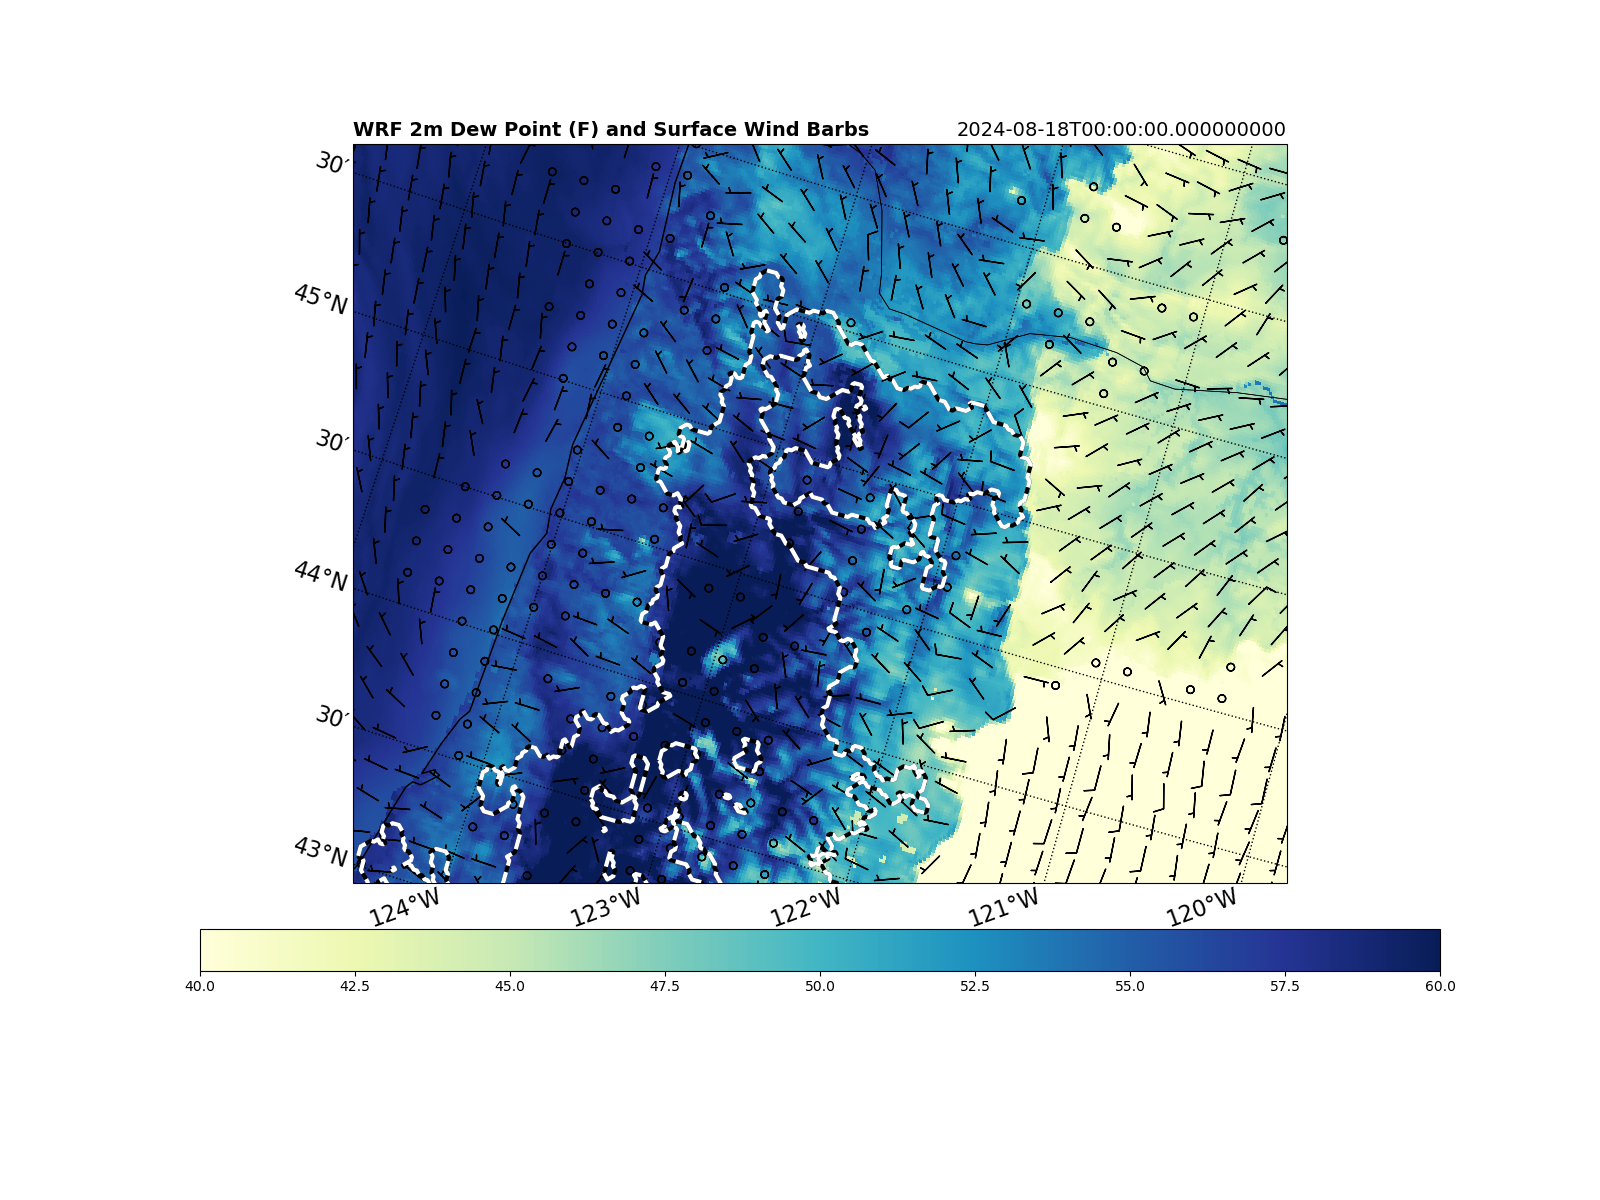 WRF 2m Dew Point (F) and Surface Wind Barbs 2024-08-18T00:00:00.000000000
30′
45°N
30′
44°N
30′
43°N
124°W 123°W 122°W 121°W 120°W
40.0 42.5 45.0 47.5 50.0 52.5 55.0 57.5 60.0